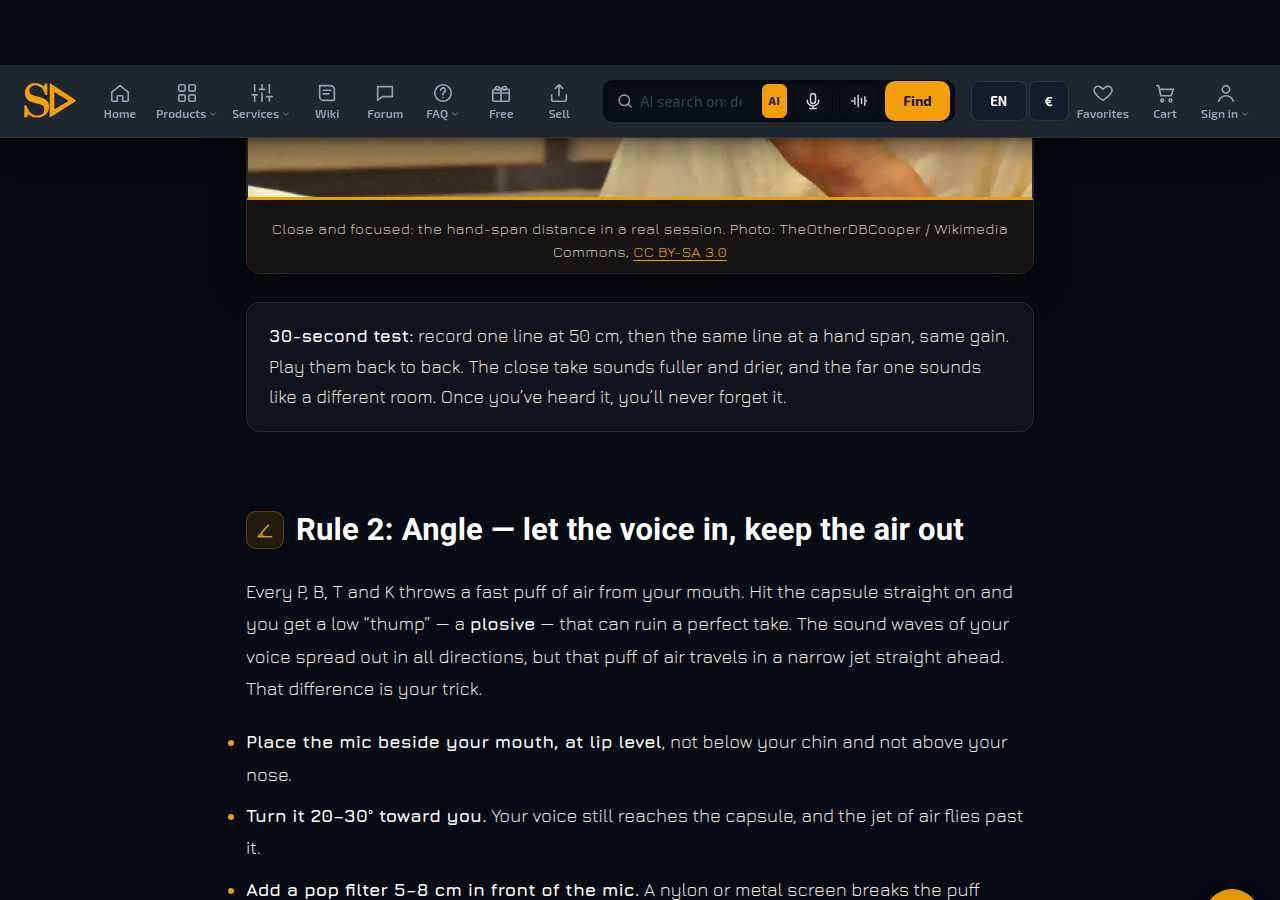 SD
Home
Products
Services
Wiki
Forum
FAQ
Free
Sell
AI search on: de
AI
Find
EN
€
Favorites
Cart
Sign in
Close and focused: the hand-span distance in a real session. Photo: TheOtherDBCooper / Wikimedia
Commons, CC BY-SA 3.0
30-second test: record one line at 50 cm, then the same line at a hand span, same gain.
Play them back to back. The close take sounds fuller and drier, and the far one sounds
like a different room. Once you’ve heard it, you’ll never forget it.
Rule 2: Angle — let the voice in, keep the air out
Every P, B, T and K throws a fast puff of air from your mouth. Hit the capsule straight on and
you get a low “thump” — a plosive — that can ruin a perfect take. The sound waves of your
voice spread out in all directions, but that puff of air travels in a narrow jet straight ahead.
That difference is your trick.
Place the mic beside your mouth, at lip level, not below your chin and not above your
nose.
Turn it 20–30° toward you. Your voice still reaches the capsule, and the jet of air flies past
it.
Add a pop filter 5–8 cm in front of the mic. A nylon or metal screen breaks the puff